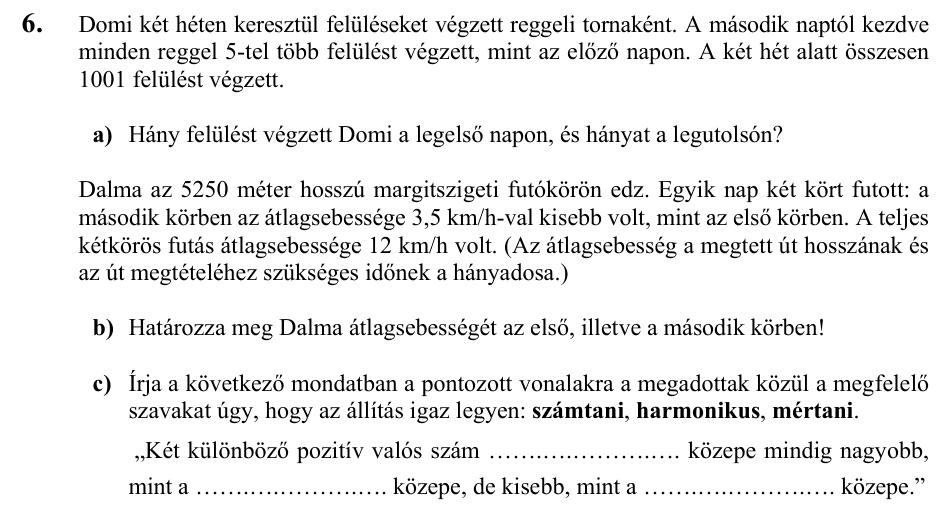 6. Domi két héten keresztül felüléseket végzett reggeli tornaként. A második naptól kezdve
minden reggel 5-tel több felülést végzett, mint az előző napon. A két hét alatt összesen
1001 felülést végzett.
a) Hány felülést végzett Domi a legelső napon, és hányat a legutolsón?
Dalma az 5250 méter hosszú margitszigeti futókörön edz. Egyik nap két kört futott: a
második körben az átlagsebessége 3,5 km/h-val kisebb volt, mint az első körben. A teljes
kétkörös futás átlagsebessége 12 km/h volt. (Az átlagsebesség a megtett út hosszának és
az út megtételéhez szükséges időnek a hányadosa.)
b) Határozza meg Dalma átlagsebességét az első, illetve a második körben!
c) Írja a következő mondatban a pontozott vonalakra a megadottak közül a megfelelő
szavakat úgy, hogy az állítás igaz legyen: számtani, harmonikus, mértani.
„Két különböző pozitív valós szám ………………………. közepe mindig nagyobb,
mint a ………………………. közepe, de kisebb, mint a ………………………. közepe.”